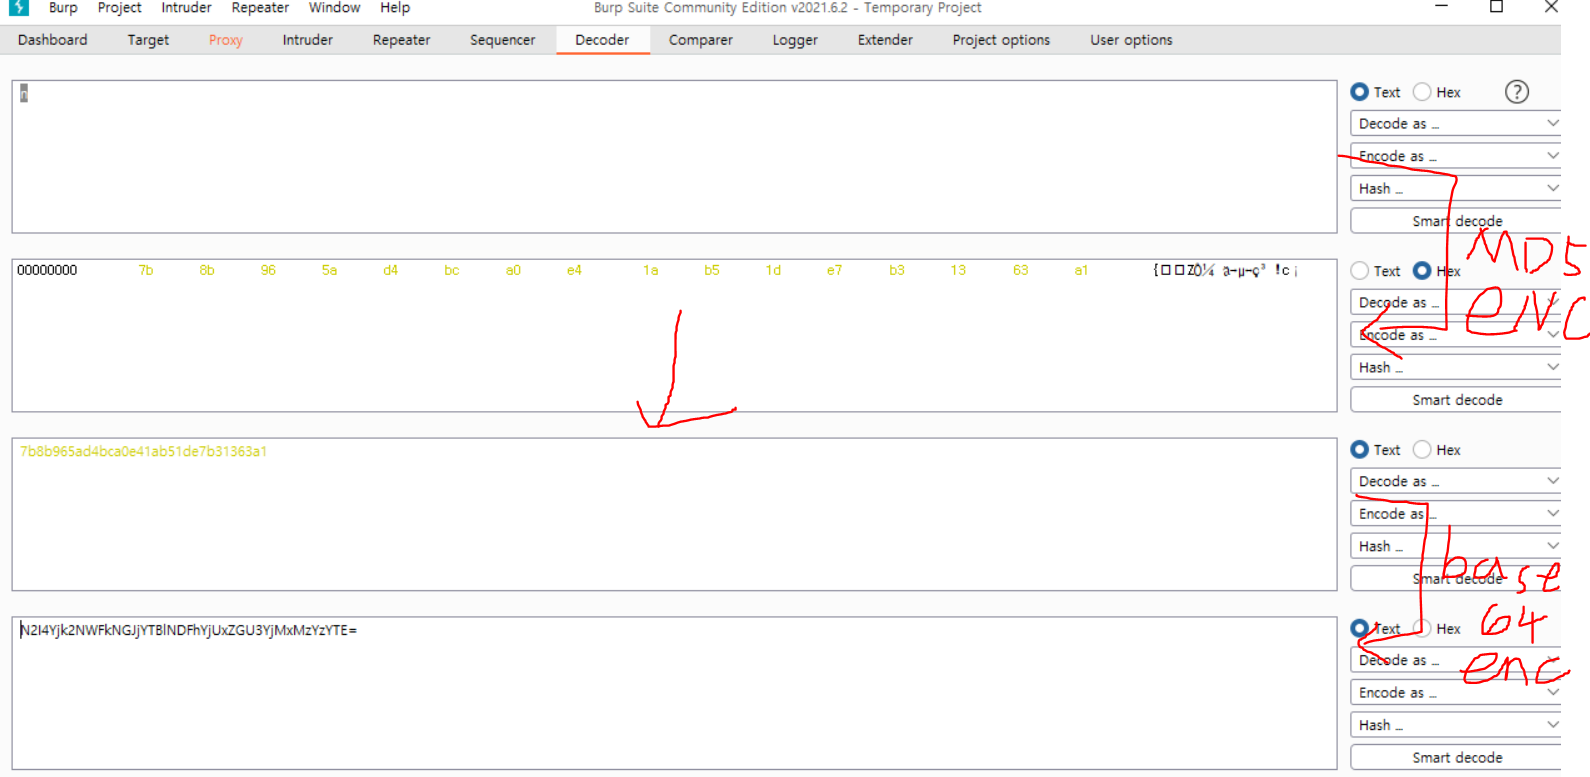 Burp Project Intruder Repeater Window Help Burp Suite Community Edition v2021.6.2 - Temporary Project
Dashboard Target Proxy Intruder Repeater Sequencer Decoder Comparer Logger Extender Project options User options
n
Text Hex ?
Decode as ...
Encode as ...
Hash ...
Smart decode
MD5
enc
00000000 7b 8b 96 5a d4 bc a0 e4 1a b5 1d e7 b3 13 63 a1
Text Hex
Decode as ...
Encode as ...
Hash ...
Smart decode
7b8b965ad4bca0e41ab51de7b31363a1
Text Hex
Decode as ...
Encode as ...
Hash ...
Smart decode
base
64
enc
N2I4Yjk2NWFkNGJjYTBlNDFhYjUxZGU3YjMxMzYzYTE=
Text Hex
Decode as ...
Encode as ...
Hash ...
Smart decode